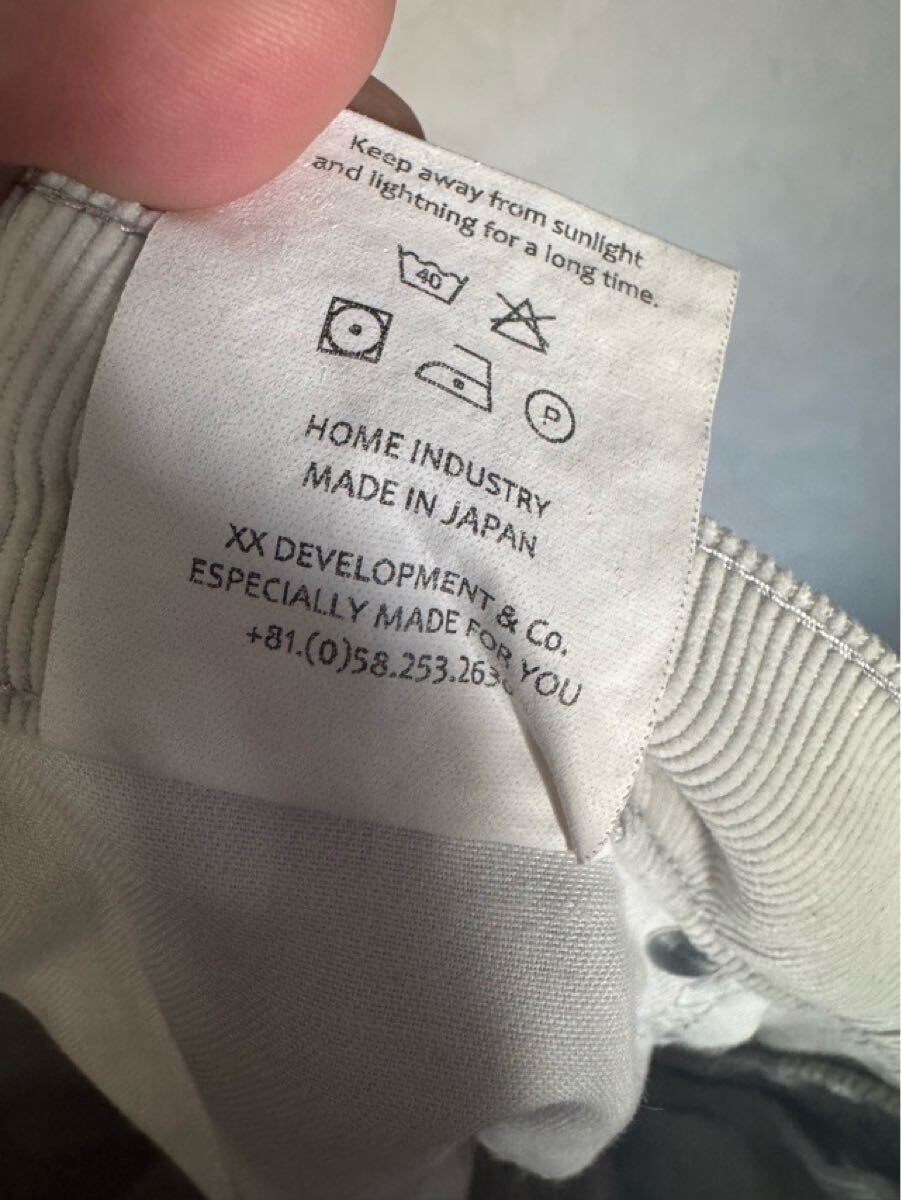 Keep away from sunlight
and lightning for a long time.
40
P
HOME INDUSTRY
MADE IN JAPAN
XX DEVELOPMENT & Co.
ESPECIALLY MADE FOR YOU